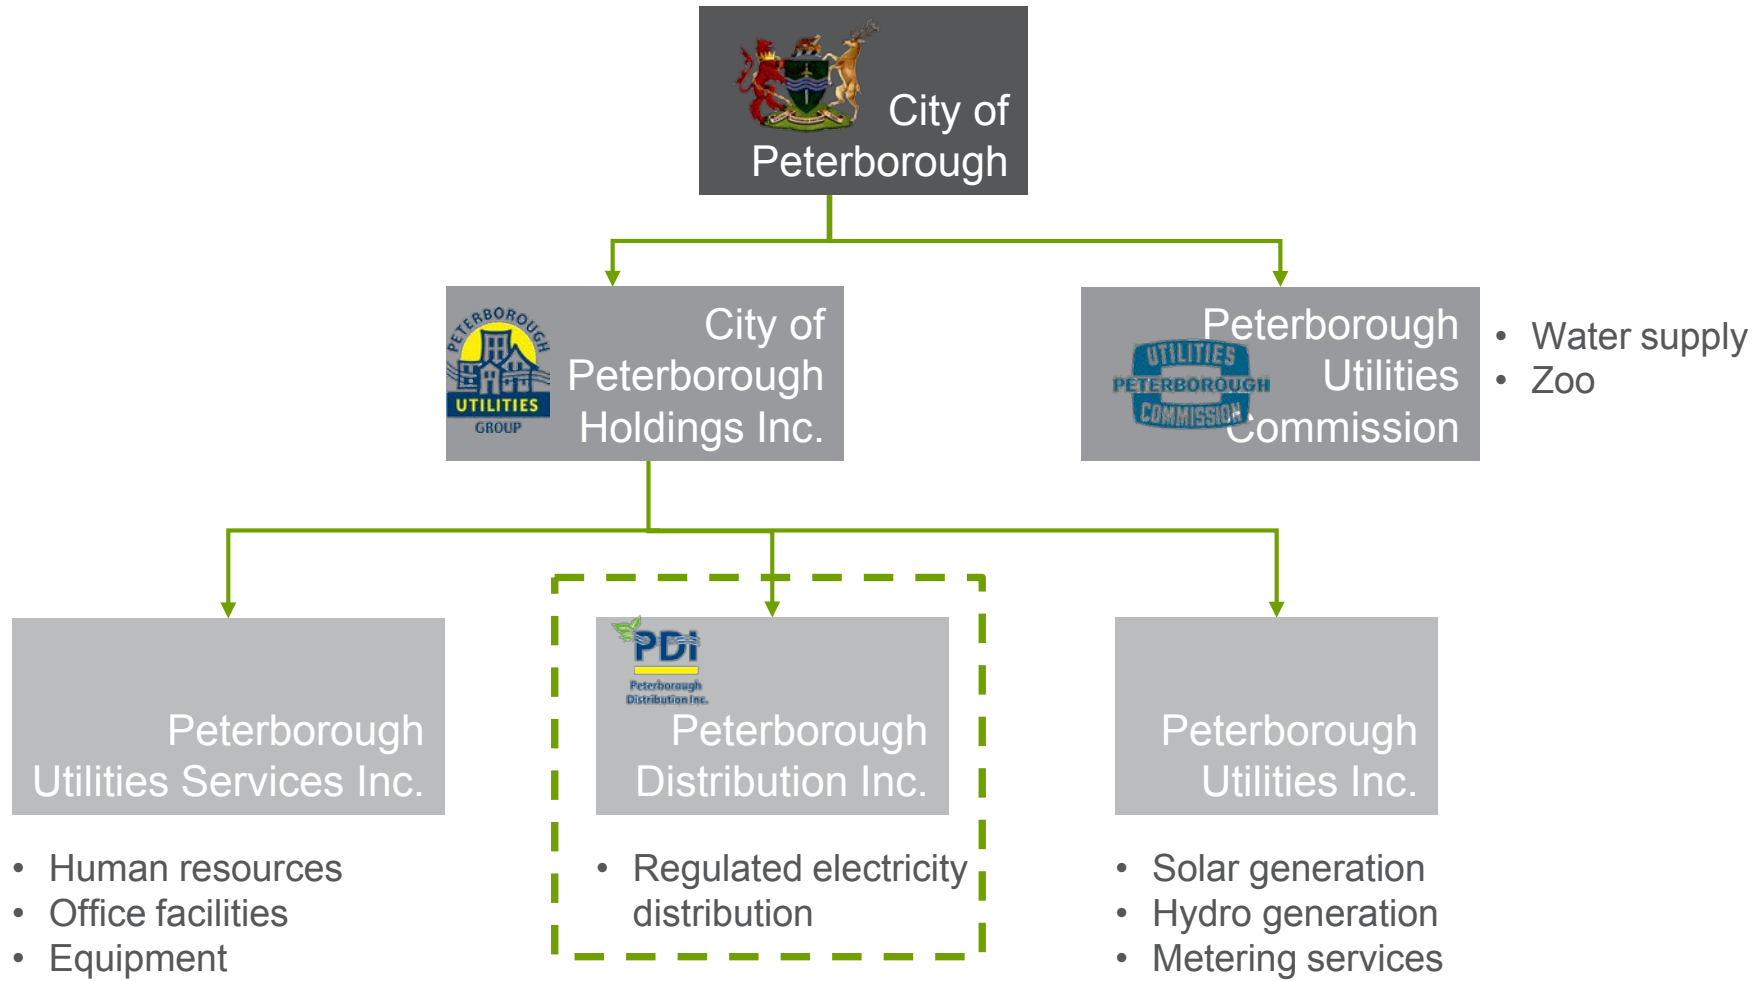 City of
Peterborough
PETERBOROUGH
UTILITIES
GROUP
City of
Peterborough
Holdings Inc.
UTILITIES
PETERBOROUGH
COMMISSION
Peterborough
Utilities
Commission
• Water supply
• Zoo
Peterborough
Utilities Services Inc.
• Human resources
• Office facilities
• Equipment
PDI
Peterborough
Distribution Inc.
Peterborough
Distribution Inc.
• Regulated electricity
distribution
Peterborough
Utilities Inc.
• Solar generation
• Hydro generation
• Metering services